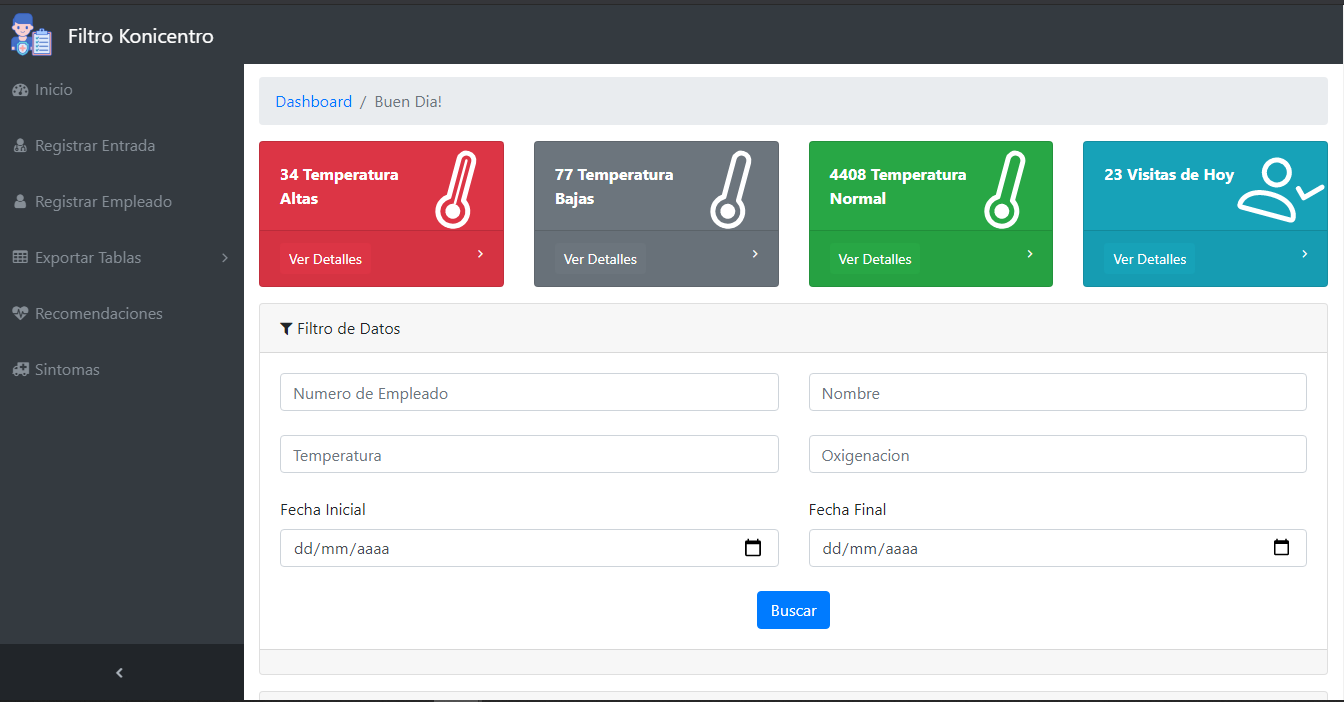 Filtro Konicentro
Inicio
Registrar Entrada
Registrar Empleado
Exportar Tablas
Recomendaciones
Sintomas
Dashboard / Buen Dia!
34 Temperatura
Altas
Ver Detalles
77 Temperatura
Bajas
Ver Detalles
4408 Temperatura
Normal
Ver Detalles
23 Visitas de Hoy
Ver Detalles
Filtro de Datos
Numero de Empleado
Nombre
Temperatura
Oxigenacion
Fecha Inicial
Fecha Final
dd/mm/aaaa
dd/mm/aaaa
Buscar